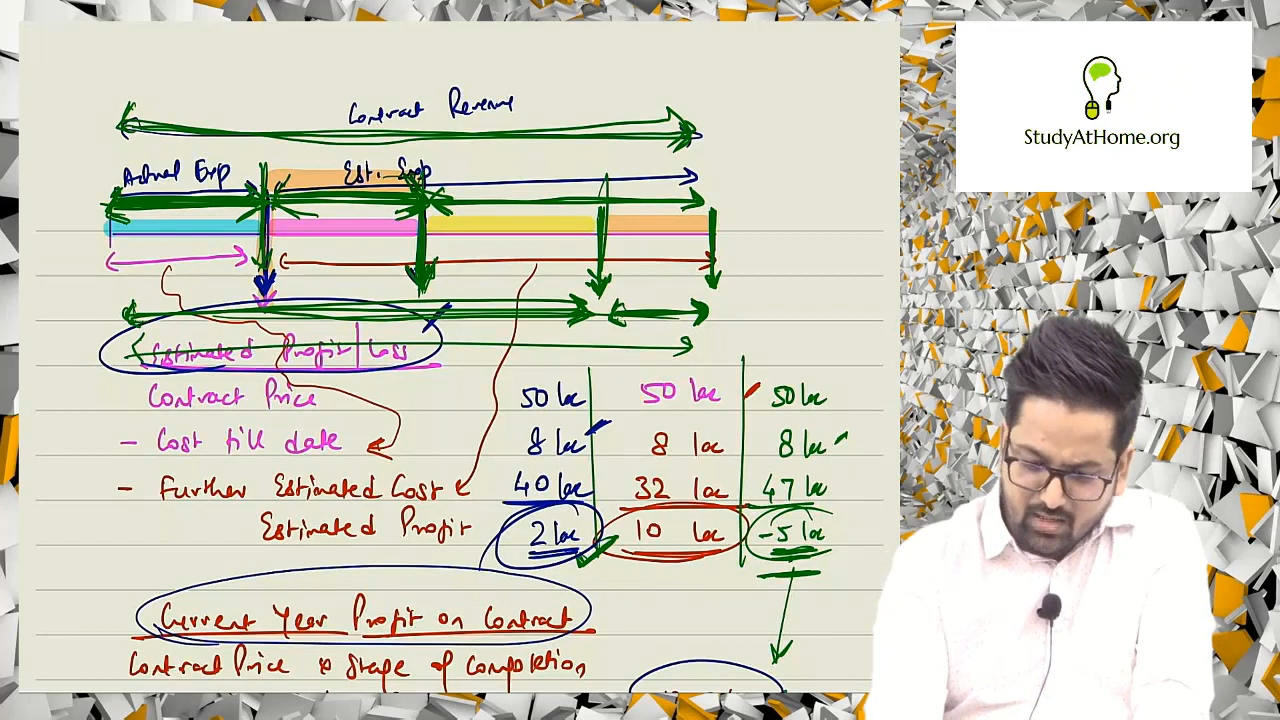 Contract Revenue
StudyAtHome.org
Actual Exp Est. Exp
Estimated Profit | Loss
Contract Price 50 lac 50 lac 50 lac
- Cost till date 8 lac 8 lac 8 lac
- Further Estimated Cost 40 lac 32 lac 47 lac
Estimated Profit 2 lac 10 lac -5 lac
Current Year Profit on Contract
Contract Price x Stage of Completion